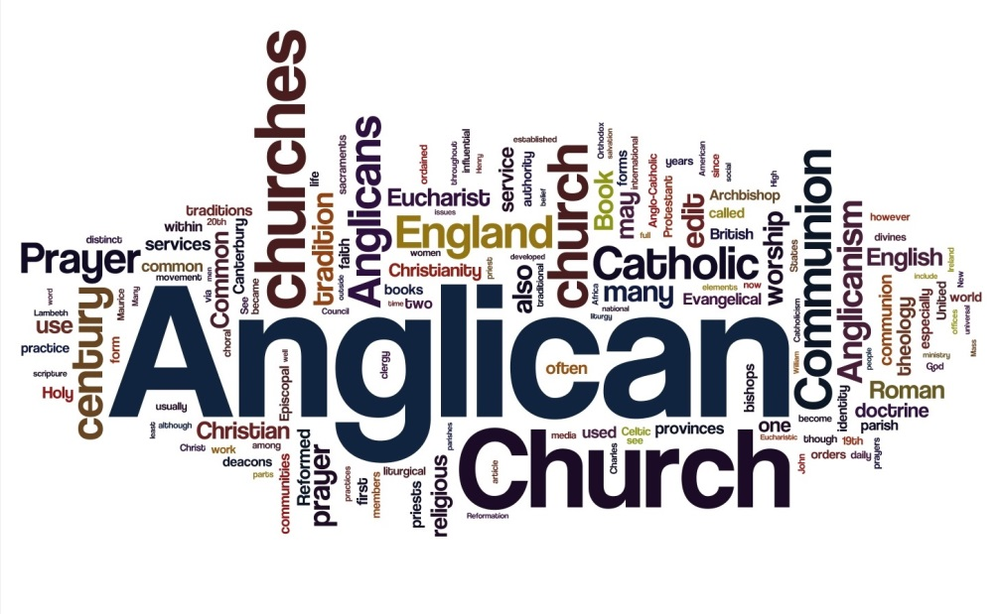 churches
Anglicans
Orthodox
salvation
established
influential
Henry
throughout
ordained
sacraments
life
service
authority
belief
church
Book
forms
international
may
full
Anglo-Catholic
Protestant
years
American
since
social
edit
Archbishop
High
called
British
Communion
traditions
20th
within
distinct
services
Prayer
common
movement
tradition
faith
outside
Eucharist
issues
England
women
Christianity
priest
developed
traditional
also
books
time
two
Council
Catholic
many
elements
now
Evangelical
Africa
national
liturgy
worship
States
Catholicism
William
Anglicanism
people
however
divines
English
include
Ireland
New
world
offices
universal
Mass
United
especially
communion
theology
ministry
God
word
Lambeth
use
practice
scripture
Holy
century
form
Maurice
Many
via
men
Common
Canterbury
See
became
choral
Anglican
often
clergy
well
Episcopal
bishops
Roman
doctrine
identity
parish
become
usually
least
although
Christian
Christ
work
among
deacons
parts
communities
Reformed
prayer
practices
first
members
liturgical
priests
religious
parishes
Church
article
Reformation
media
used
Celtic
see
Charles
provinces
one
Eucharistic
though
19th
John
orders
daily
prayers